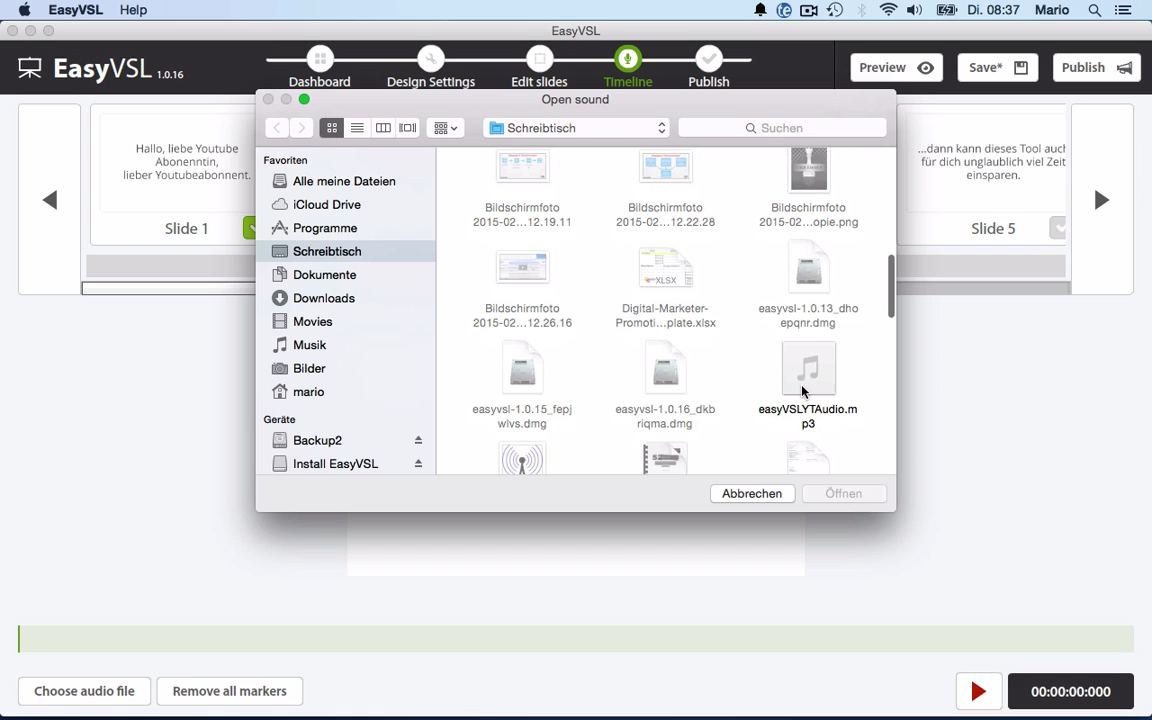 EasyVSL Help
Di. 08:37 Mario
EasyVSL
EasyVSL 1.0.16
Dashboard
Design Settings
Edit slides
Timeline
Publish
Preview
Save*
Publish
Open sound
Schreibtisch
Suchen
Hallo, liebe Youtube
Abonenntin,
lieber Youtubeabonnent.
Slide 1
...dann kann dieses Tool auch
für dich unglaublich viel Zeit
einsparen.
Slide 5
Favoriten
Alle meine Dateien
iCloud Drive
Programme
Schreibtisch
Dokumente
Downloads
Movies
Musik
Bilder
mario
Geräte
Backup2
Install EasyVSL
Bildschirmfoto
2015-02...12.19.11
Bildschirmfoto
2015-02...12.22.28
Bildschirmfoto
2015-02...opie.png
Bildschirmfoto
2015-02...12.26.16
XLSX
Digital-Marketer-
Promoti...plate.xlsx
easyvsl-1.0.13_dho
epqnr.dmg
easyvsl-1.0.15_fepj
wlvs.dmg
easyvsl-1.0.16_dkb
riqma.dmg
easyVSLYTAudio.m
p3
Abbrechen
Öffnen
Choose audio file
Remove all markers
00:00:00:000